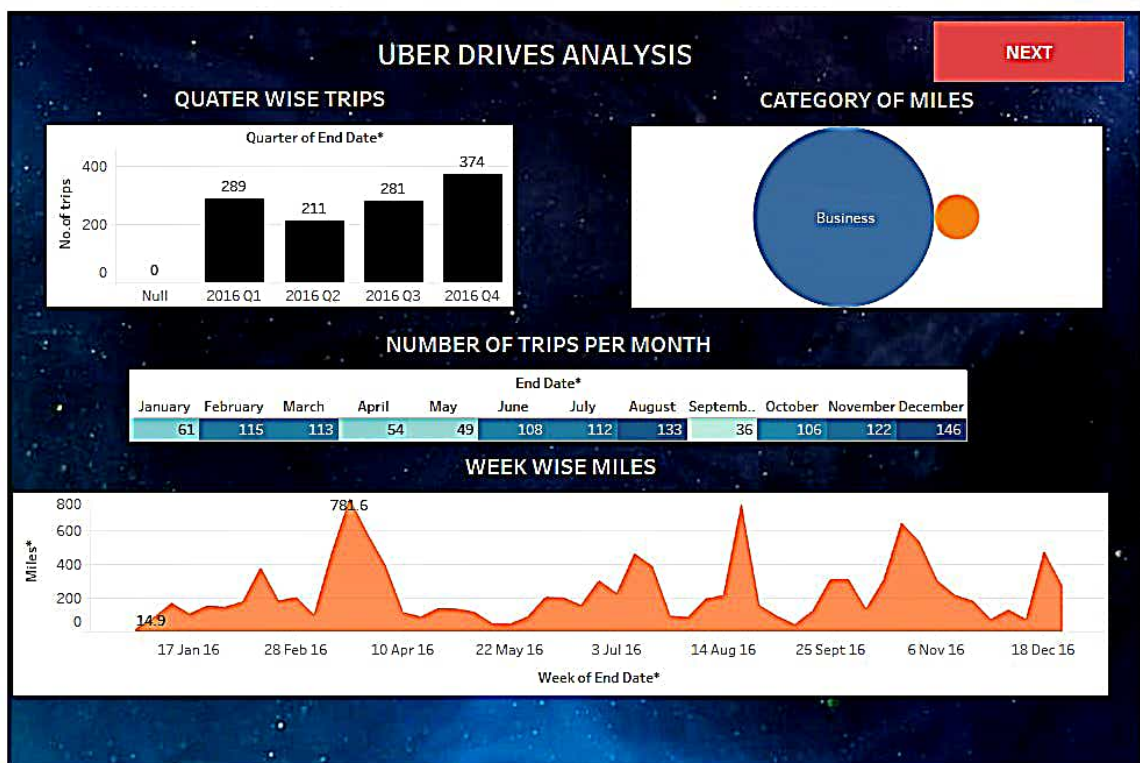 UBER DRIVES ANALYSIS
NEXT
QUATER WISE TRIPS
Quarter of End Date*
No.of trips
400
200
0
0
289
211
281
374
Null
2016 Q1
2016 Q2
2016 Q3
2016 Q4
CATEGORY OF MILES
Business
NUMBER OF TRIPS PER MONTH
End Date*
January February March April May June July August Septemb.. October November December
61 115 113 54 49 108 112 133 36 106 122 146
WEEK WISE MILES
Miles*
800
600
400
200
0
14.9
781.6
17 Jan 16 28 Feb 16 10 Apr 16 22 May 16 3 Jul 16 14 Aug 16 25 Sept 16 6 Nov 16 18 Dec 16
Week of End Date*